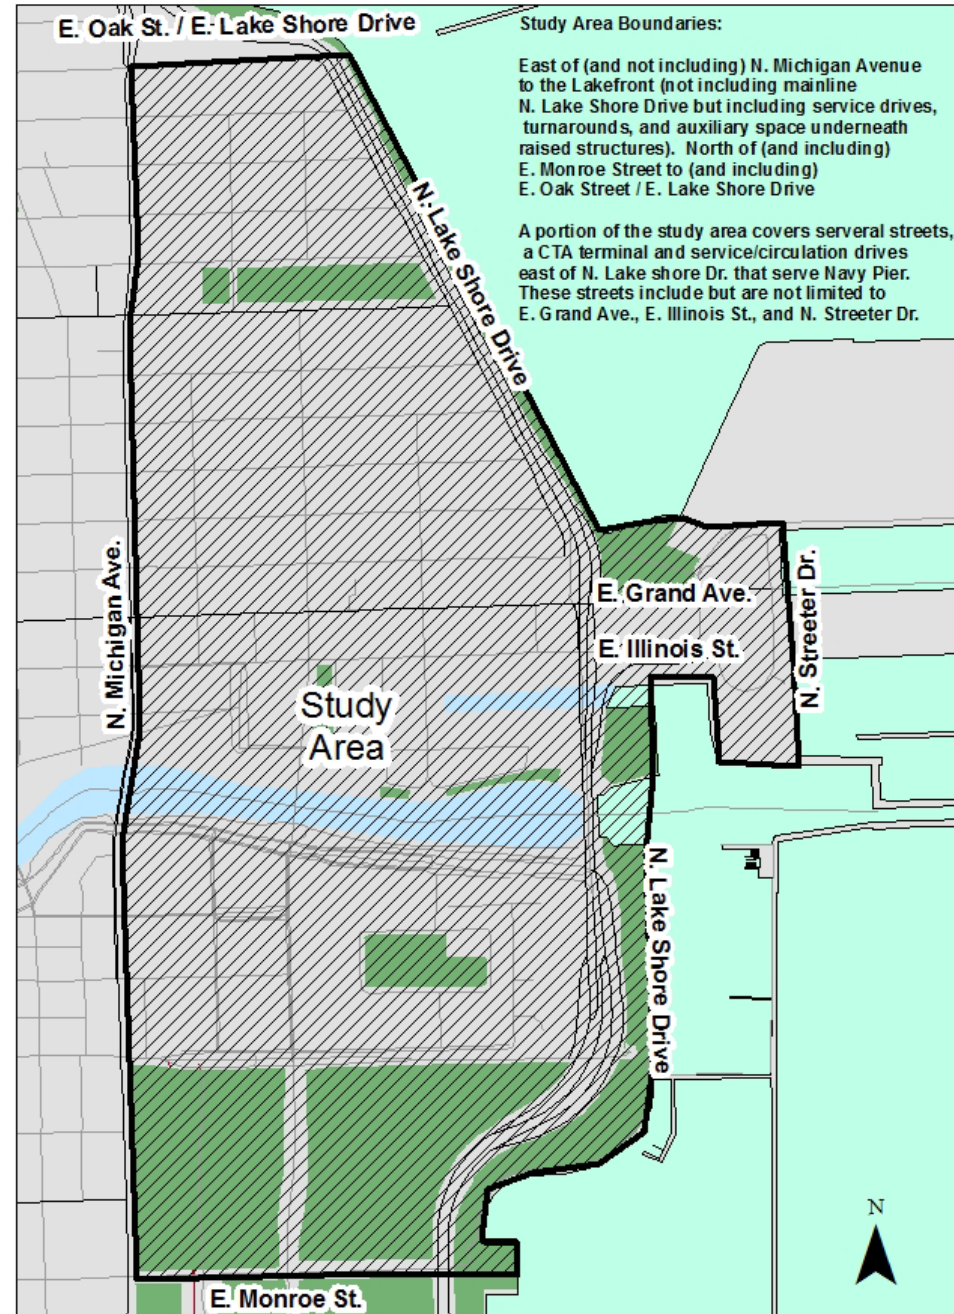 E. Oak St. / E. Lake Shore Drive
Study Area Boundaries:
East of (and not including) N. Michigan Avenue
to the Lakefront (not including mainline
N. Lake Shore Drive but including service drives,
turnarounds, and auxiliary space underneath
raised structures). North of (and including)
E. Monroe Street to (and including)
E. Oak Street / E. Lake Shore Drive
A portion of the study area covers serveral streets,
a CTA terminal and service/circulation drives
east of N. Lake shore Dr. that serve Navy Pier.
These streets include but are not limited to
E. Grand Ave., E. Illinois St., and N. Streeter Dr.
N. Lake Shore Drive
N. Michigan Ave.
E. Grand Ave.
E. Illinois St.
N. Streeter Dr.
Study
Area
N. Lake Shore Drive
N
E. Monroe St.